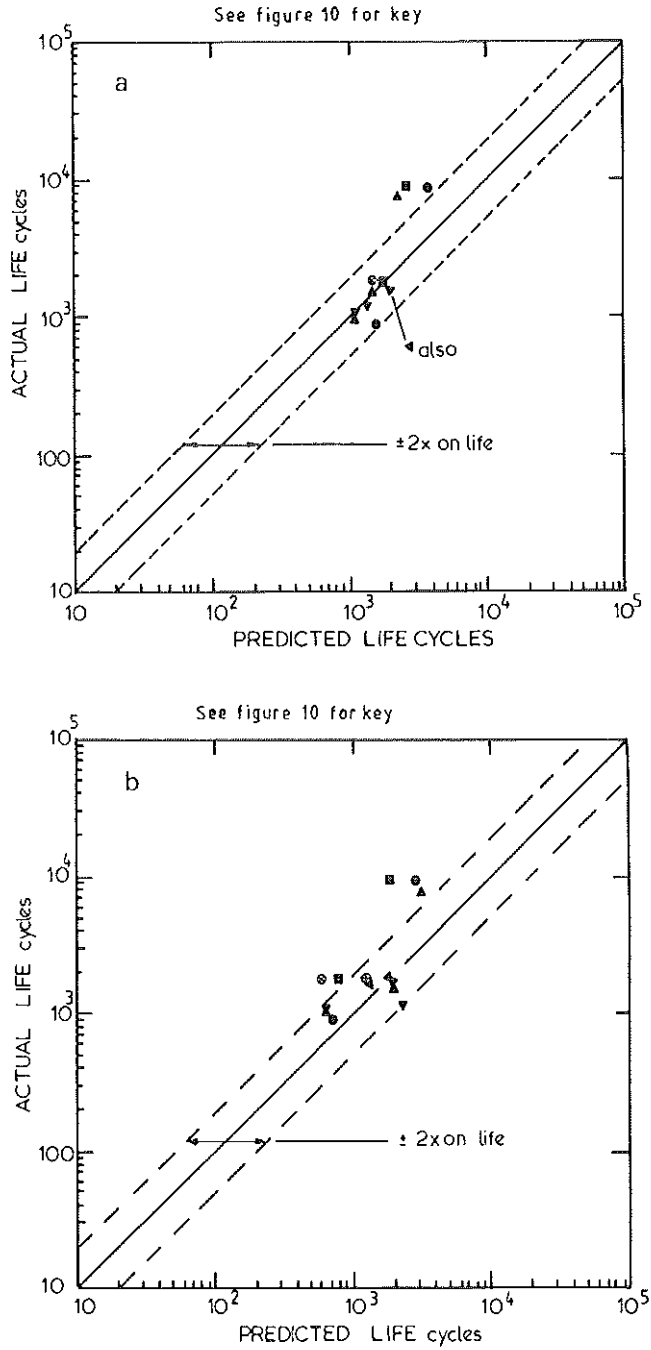 See figure 10 for key
10^5
a
10^4
10^3
100
10
ACTUAL LIFE cycles
also
±2x on life
10 10^2 10^3 10^4 10^5
PREDICTED LIFE CYCLES
See figure 10 for key
10^5
b
10^4
10^3
100
10
ACTUAL LIFE cycles
± 2x on life
10 10^2 10^3 10^4 10^5
PREDICTED LIFE cycles